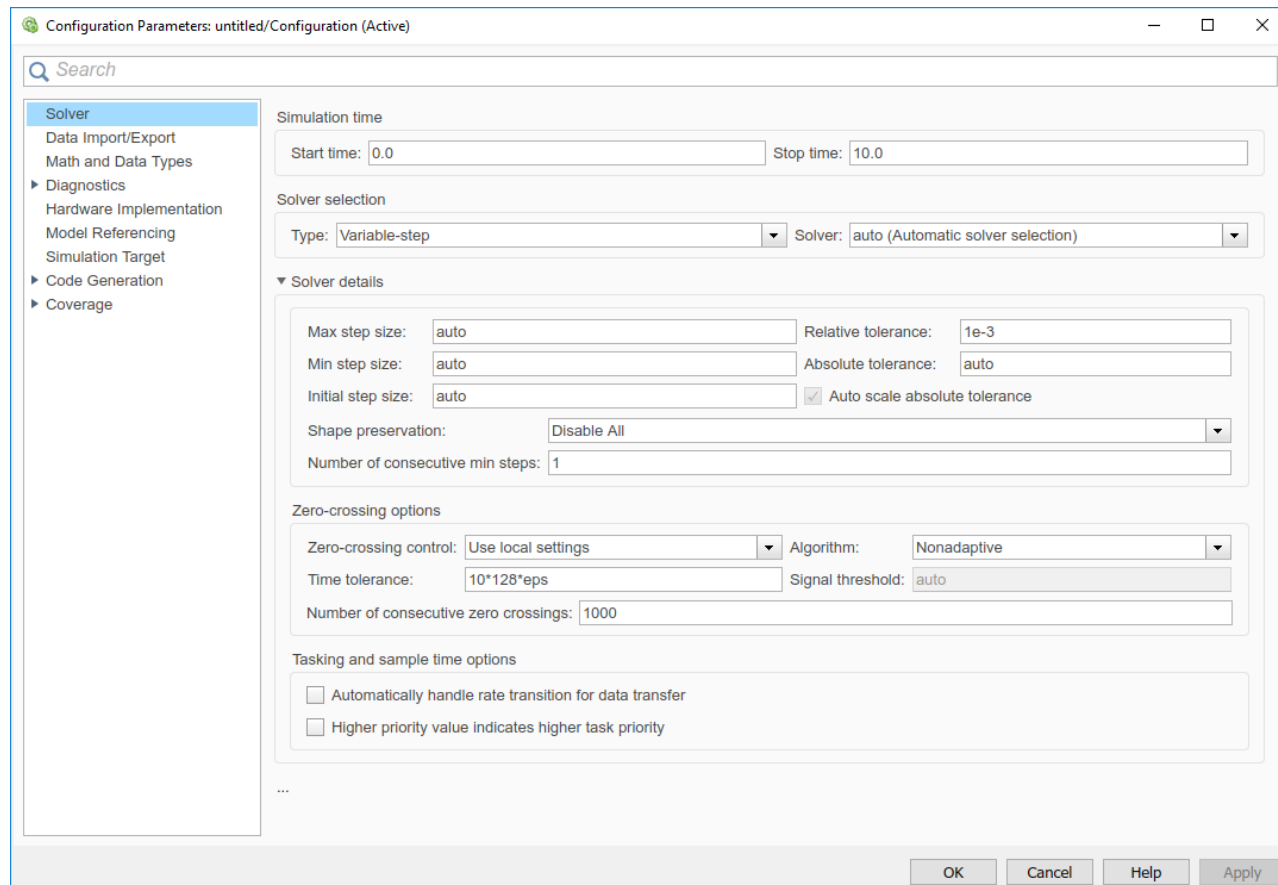 Configuration Parameters: untitled/Configuration (Active)
Search
Solver
Data Import/Export
Math and Data Types
Diagnostics
Hardware Implementation
Model Referencing
Simulation Target
Code Generation
Coverage
Simulation time
Start time: 0.0 Stop time: 10.0
Solver selection
Type: Variable-step Solver: auto (Automatic solver selection)
Solver details
Max step size: auto Relative tolerance: 1e-3
Min step size: auto Absolute tolerance: auto
Initial step size: auto Auto scale absolute tolerance
Shape preservation: Disable All
Number of consecutive min steps: 1
Zero-crossing options
Zero-crossing control: Use local settings Algorithm: Nonadaptive
Time tolerance: 10*128*eps Signal threshold: auto
Number of consecutive zero crossings: 1000
Tasking and sample time options
Automatically handle rate transition for data transfer
Higher priority value indicates higher task priority
...
OK Cancel Help Apply